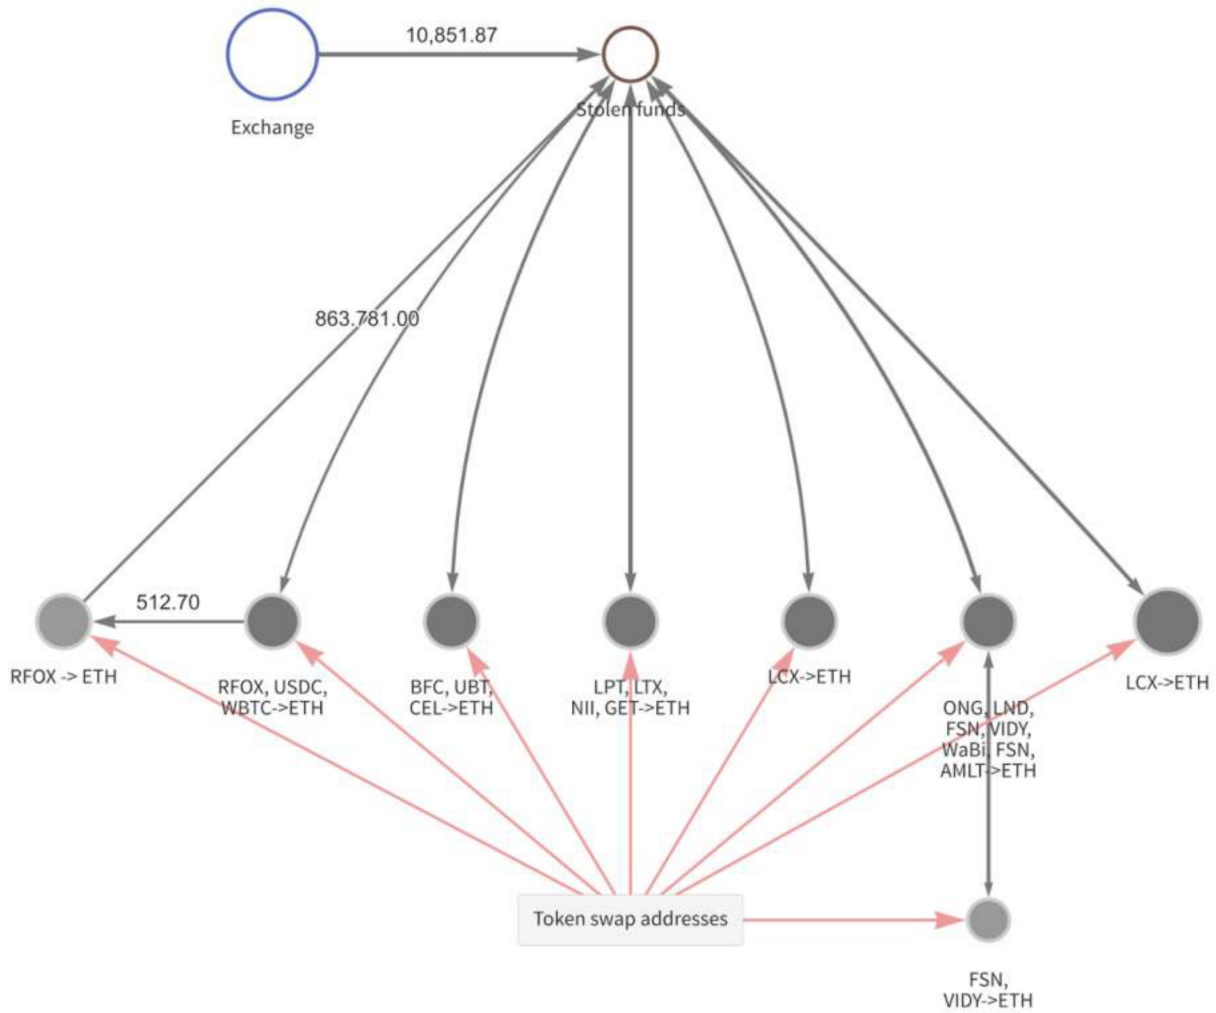 10,851.87
Exchange
Stolen funds
863.781.00
512.70
RFOX -> ETH
RFOX, USDC,
WBTC->ETH
BFC, UBT,
CEL->ETH
LPT, LTX,
NII, GET->ETH
LCX->ETH
ONG, LND,
FSN, VIDY,
WaBi, FSN,
AMLT->ETH
LCX->ETH
Token swap addresses
FSN,
VIDY->ETH